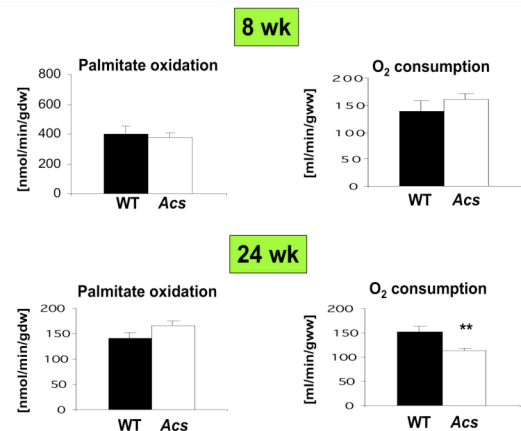 8 wk
Palmitate oxidation
[nmol/min/gdw]
800
600
400
200
0
WT Acs
O₂ consumption
[ml/min/gww]
200
150
100
50
0
WT Acs
24 wk
Palmitate oxidation
[nmol/min/gdw]
200
150
100
50
0
WT Acs
O₂ consumption
[ml/min/gww]
200
150
100
50
0
**
WT Acs